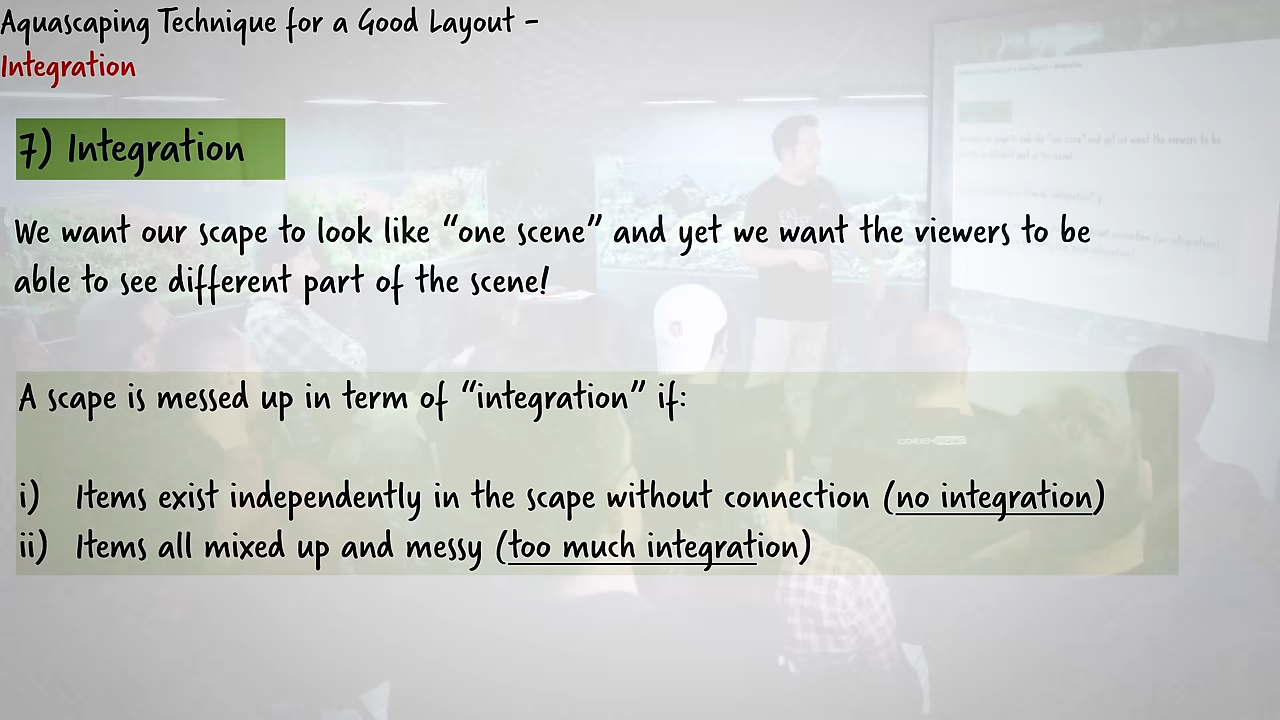 Aquascaping Technique for a Good Layout -
Integration
7) Integration
We want our scape to look like “one scene” and yet we want the viewers to be
able to see different part of the scene!
A scape is messed up in term of “integration” if:
i) Items exist independently in the scape without connection (no integration)
ii) Items all mixed up and messy (too much integration)